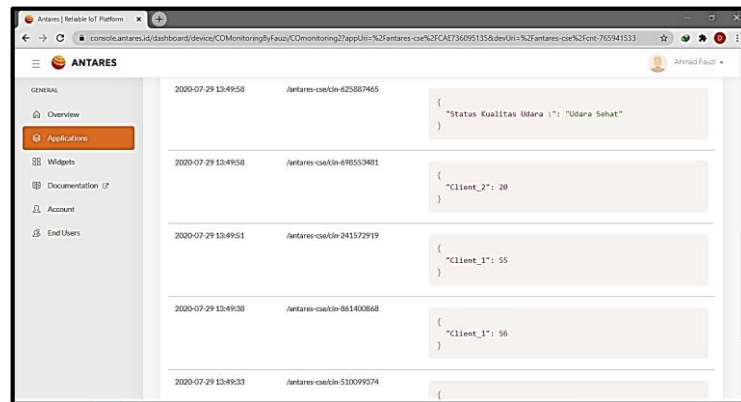 Antares | Reliable IoT Platform
console.antares.id/dashboard/device/COMonitoringByFauzi/COmonitoring2?appUri=%2Fantares-cse%2FCAE736095135&devUri=%2Fantares-cse%2Fcnt-765941533
D
ANTARES
Ahmad Fauzi
GENERAL
Overview
Applications
Widgets
Documentation
Account
End Users
2020-07-29 13:49:58 /antares-cse/cin-625887465
{
"Status Kualitas Udara :": "Udara Sehat"
}
2020-07-29 13:49:58 /antares-cse/cin-698553481
{
"Client_2": 20
}
2020-07-29 13:49:51 /antares-cse/cin-241572919
{
"Client_1": 55
}
2020-07-29 13:49:38 /antares-cse/cin-861400868
{
"Client_1": 56
}
2020-07-29 13:49:33 /antares-cse/cin-510099374
{